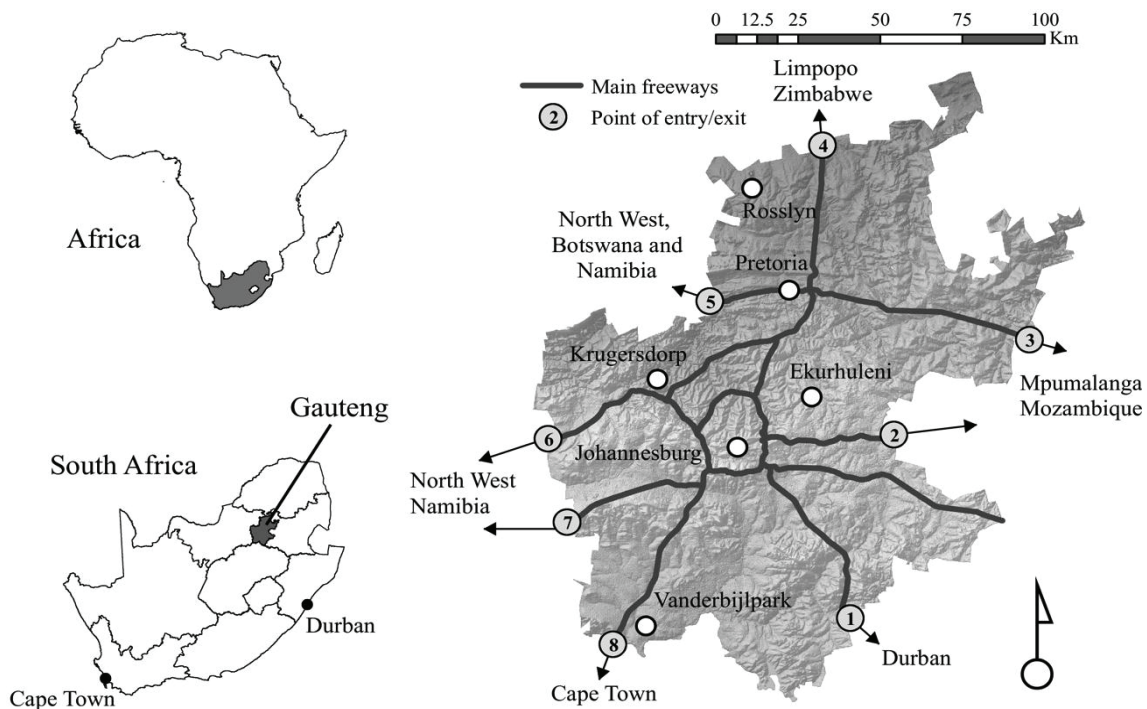 Africa
South Africa
Gauteng
Durban
Cape Town
0 12.5 25 50 75 100
Km
Main freeways
2 Point of entry/exit
Limpopo
Zimbabwe
4
Rosslyn
North West,
Botswana and
Namibia
Pretoria
5
3
Mpumalanga
Mozambique
Krugersdorp
Ekurhuleni
6
2
Johannesburg
North West
Namibia
7
Vanderbijlpark
1
8
Durban
Cape Town